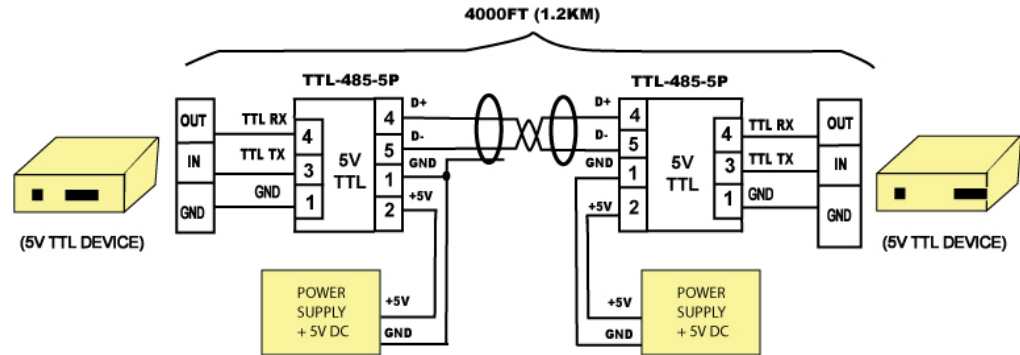 4000FT (1.2KM)
TTL-485-5P
TTL-485-5P
OUT
IN
GND
TTL RX
TTL TX
GND
4
3
1
5V
TTL
4
5
1
2
D+
D-
GND
+5V
D+
D-
GND
+5V
4
5
1
2
5V
TTL
4
3
1
TTL RX
TTL TX
GND
OUT
IN
GND
(5V TTL DEVICE)
(5V TTL DEVICE)
POWER
SUPPLY
+ 5V DC
+5V
GND
+5V
GND
POWER
SUPPLY
+ 5V DC